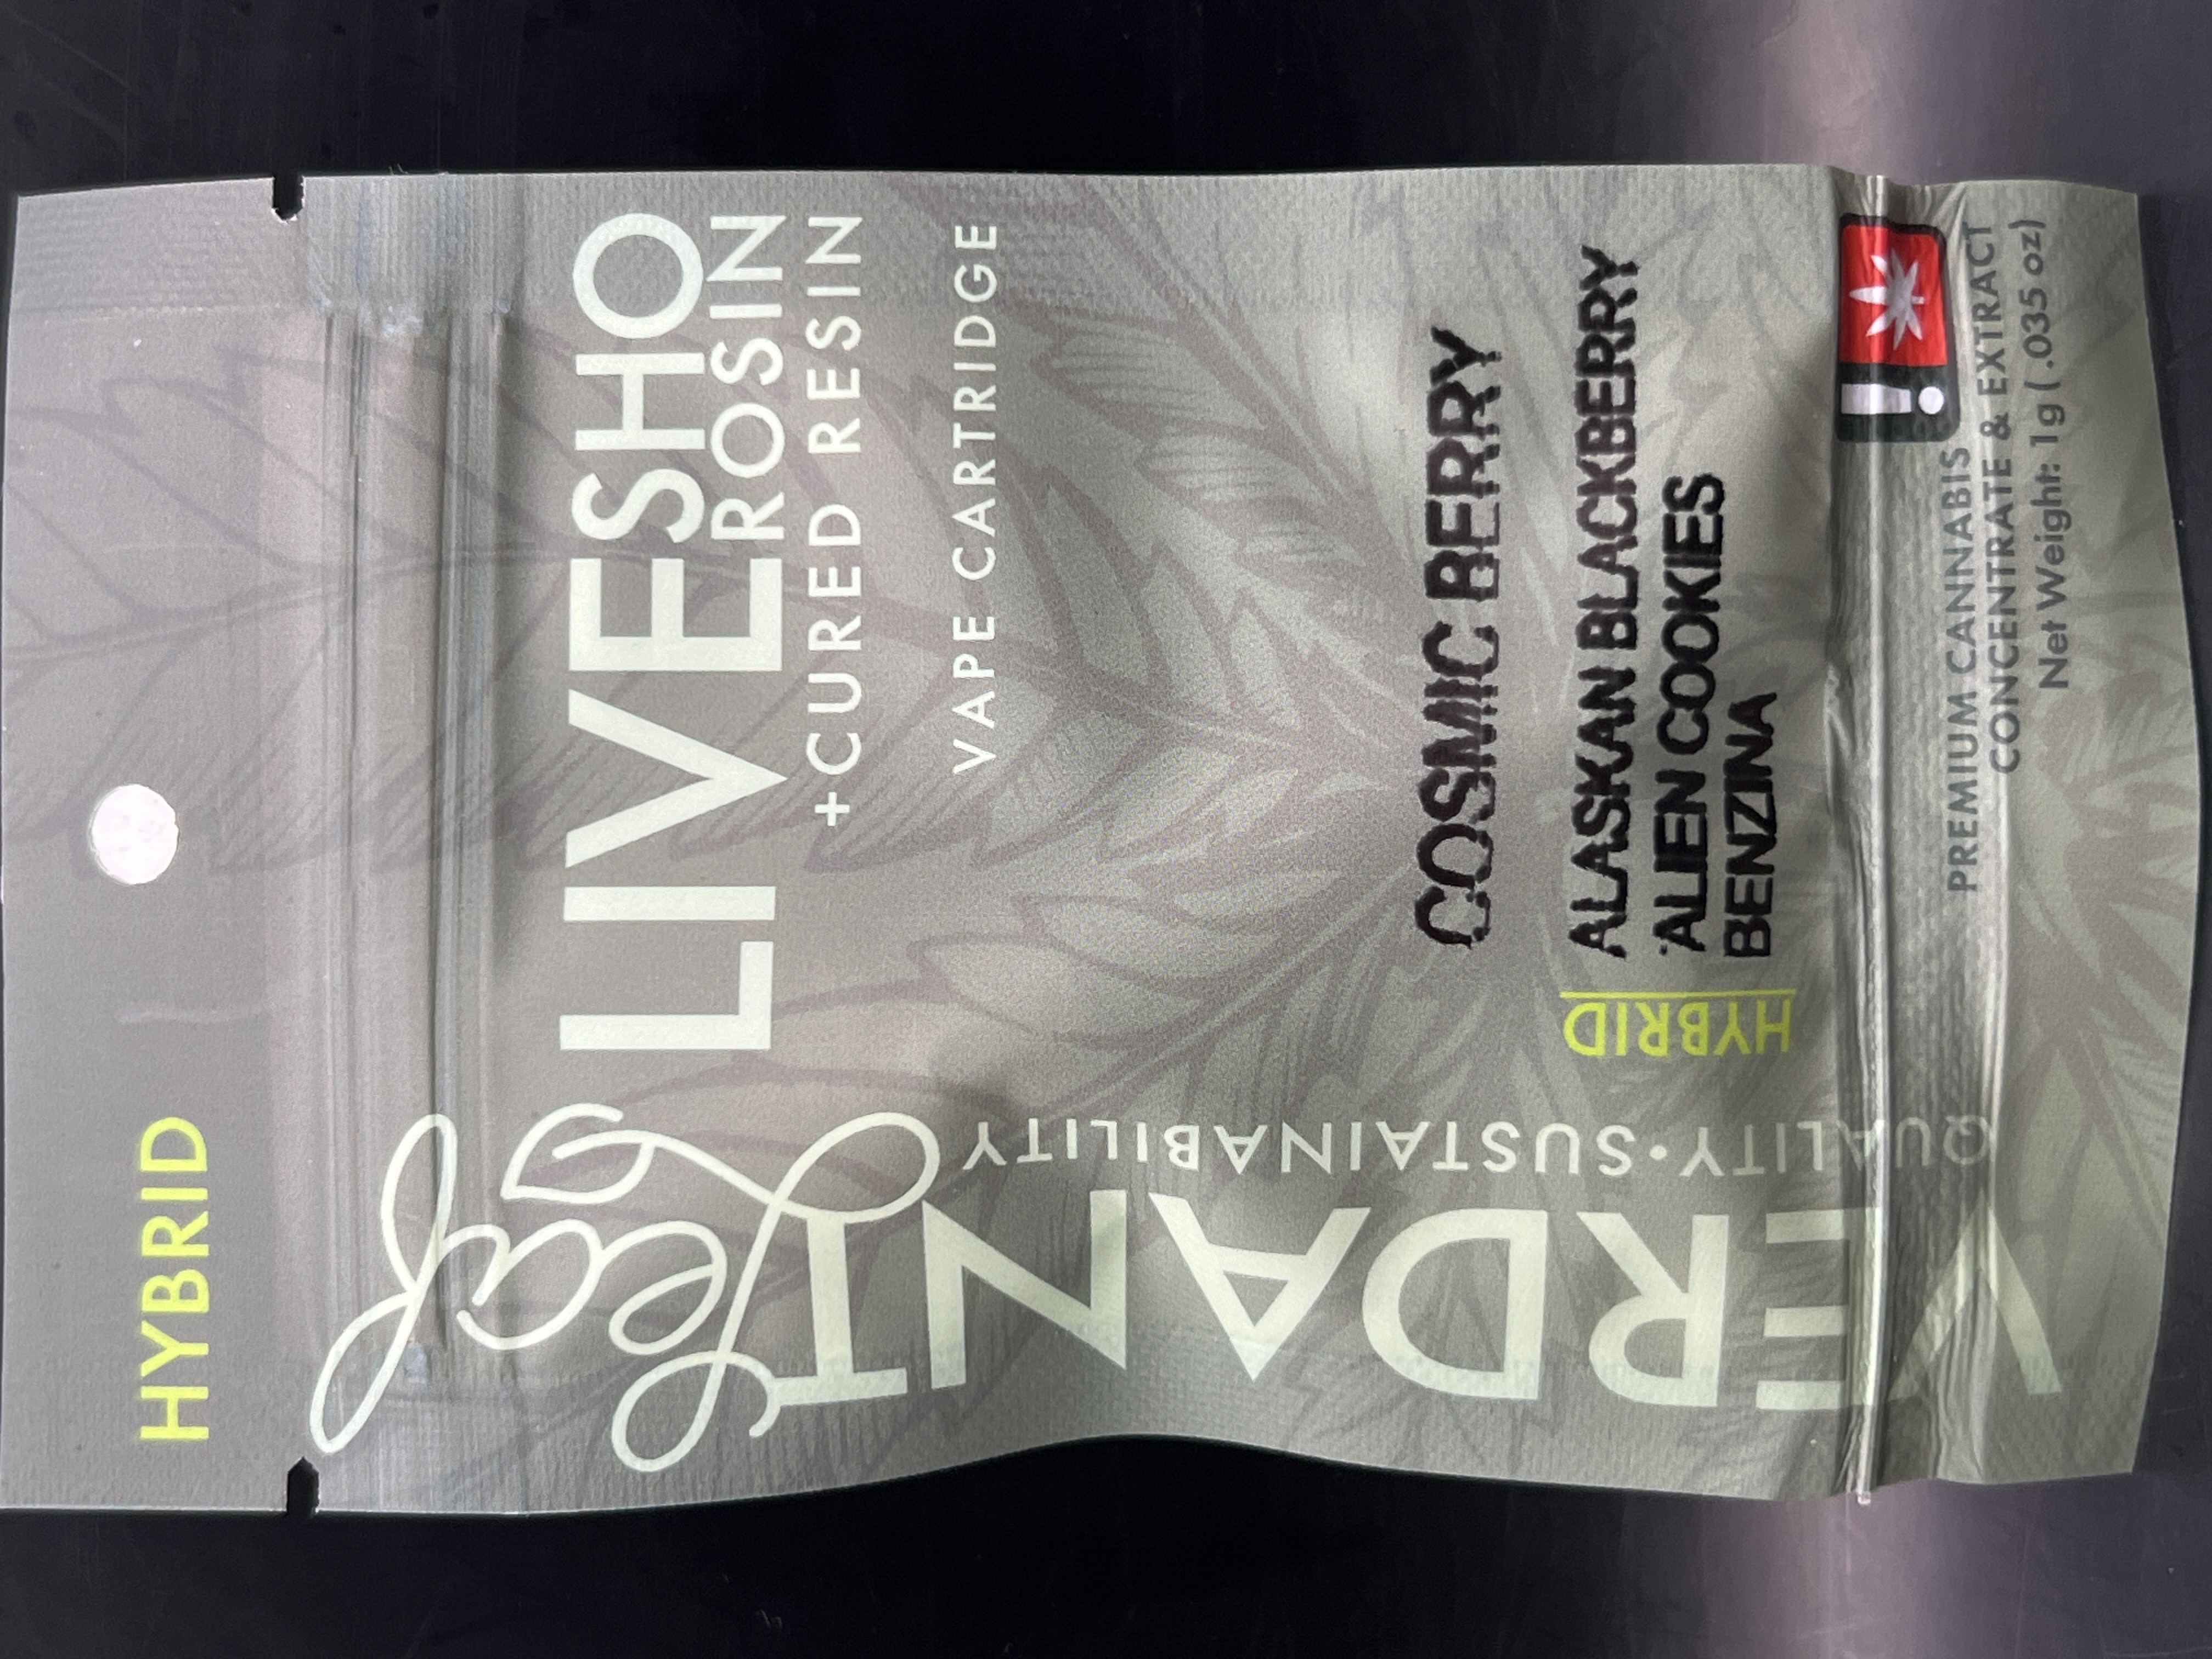 HYBRID
LIVE SHO
ROSIN
+CURED RESIN
VAPE CARTRIDGE
VERDANT
Leaf
QUALITY•SUSTAINABILITY
COSMIC BERRY
HYBRID
ALASKAN BLACKBERRY
ALIEN COOKIES
BENZINA
!
PREMIUM CANNABIS
CONCENTRATE & EXTRACT
Net Weight: 1g (.035 oz)